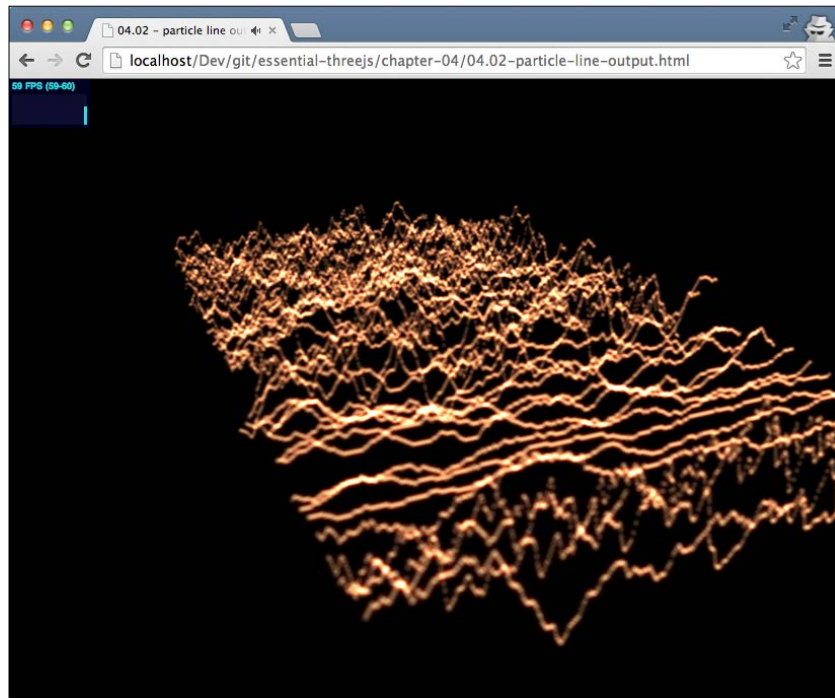 04.02 - particle line out
localhost/Dev/git/essential-threejs/chapter-04/04.02-particle-line-output.html
59 FPS (59-60)